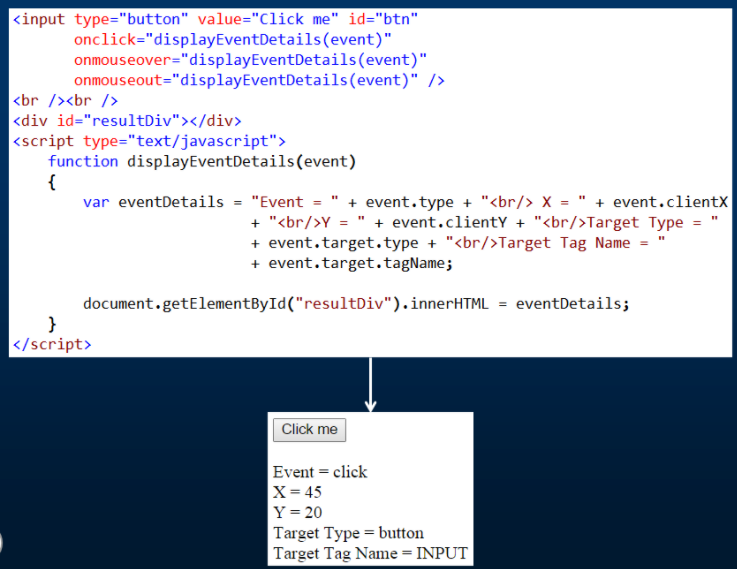 <input type="button" value="Click me" id="btn"
onclick="displayEventDetails(event)"
onmouseover="displayEventDetails(event)"
onmouseout="displayEventDetails(event)" />
<br /><br />
<div id="resultDiv"></div>
<script type="text/javascript">
function displayEventDetails(event)
{
var eventDetails = "Event = " + event.type + "<br/> X = " + event.clientX
+ "<br/>Y = " + event.clientY + "<br/>Target Type = "
+ event.target.type + "<br/>Target Tag Name = "
+ event.target.tagName;
document.getElementById("resultDiv").innerHTML = eventDetails;
}
</script>
Click me
Event = click
X = 45
Y = 20
Target Type = button
Target Tag Name = INPUT